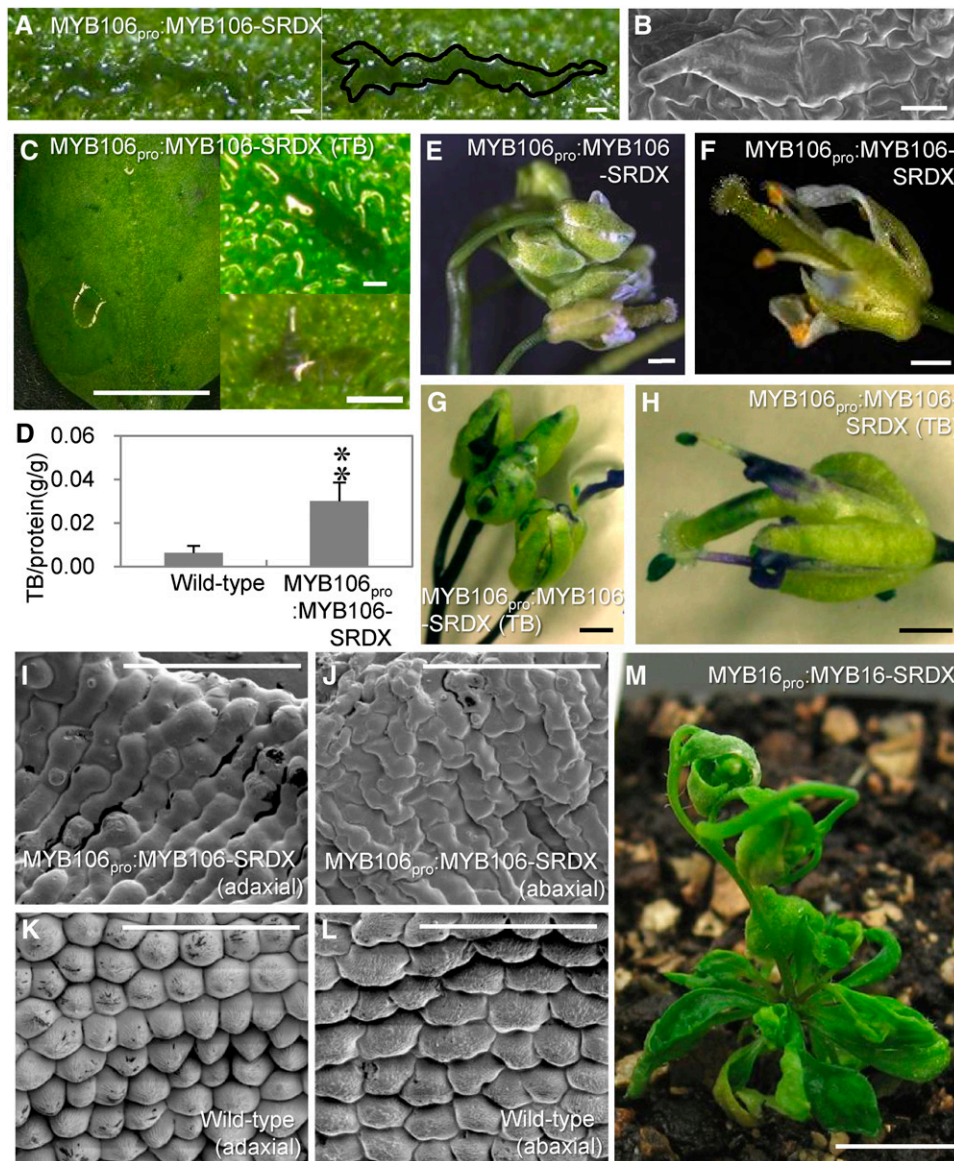 A MYB106pro:MYB106-SRDX
B
C MYB106pro:MYB106-SRDX (TB)
E MYB106pro:MYB106
-SRDX
F MYB106pro:MYB106-
SRDX
D
TB/protein(g/g)
0.06
0.04
0.02
0.00
**
Wild-type
MYB106pro
:MYB106-
SRDX
G
MYB106pro:MYB106
-SRDX (TB)
H MYB106pro:MYB106-
SRDX (TB)
I
MYB106pro:MYB106-SRDX
(adaxial)
J
MYB106pro:MYB106-SRDX
(abaxial)
K
Wild-type
(adaxial)
L
Wild-type
(abaxial)
M MYB16pro:MYB16-SRDX